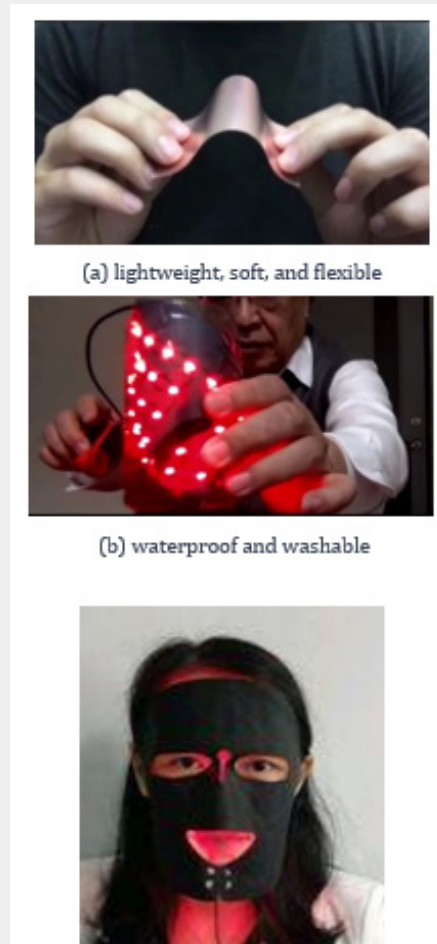 (a) lightweight, soft, and flexible
(b) waterproof and washable